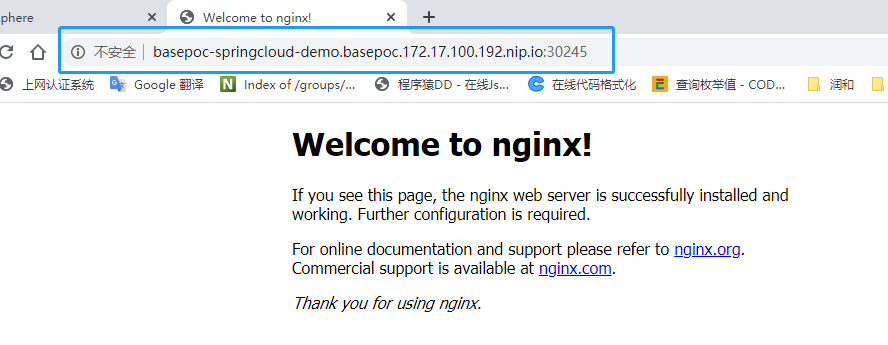 phere
Welcome to nginx!
不安全 basepoc-springcloud-demo.basepoc.172.17.100.192.nip.io:30245
上网认证系统 Google 翻译 Index of /groups/... 程序猿DD - 在线Js... 在线代码格式化 查询枚举值 - COD... 润和
Welcome to nginx!
If you see this page, the nginx web server is successfully installed and
working. Further configuration is required.
For online documentation and support please refer to nginx.org.
Commercial support is available at nginx.com.
Thank you for using nginx.